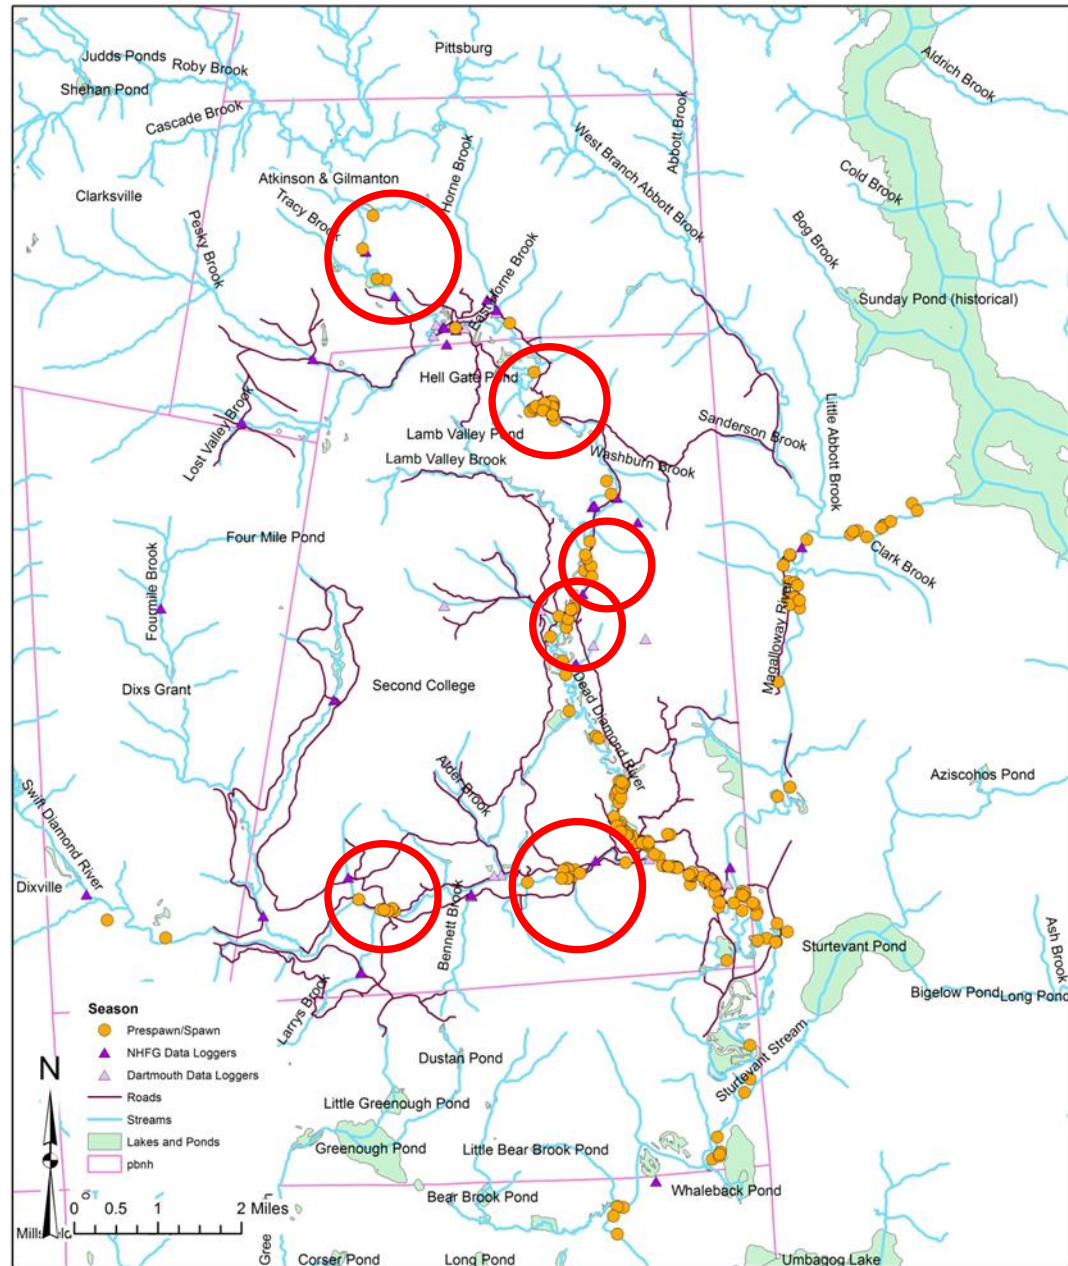 Pittsburg
Judds Ponds
Roby Brook
Shehan Pond
Aldrich Brook
Cascade Brook
Abbott Brook
West Branch Abbott Brook
Horne Brook
Atkinson & Gilmanton
Clarksville
Tracy Brook
Cold Brook
Pesky Brook
Bog Brook
East Horne Brook
Sunday Pond (historical)
Hell Gate Pond
Lost Valley Brook
Lamb Valley Pond
Sanderson Brook
Little Abbott Brook
Lamb Valley Brook
Washburn Brook
Four Mile Pond
Clark Brook
Fourmile Brook
Magalloway River
Dixs Grant
Second College
Dead Diamond River
Alder Brook
Aziscohos Pond
Swift Diamond River
Dixville
Bennett Brook
Sturtevant Pond
Ash Brook
Bigelow Pond
Long Pond
Larrys Brook
Season
Prespawn/Spawn
NHFG Data Loggers
Dartmouth Data Loggers
Roads
Streams
Lakes and Ponds
pbnh
N
Dustan Pond
Sturtevant Stream
Little Greenough Pond
Greenough Pond
Little Bear Brook Pond
Bear Brook Pond
Whaleback Pond
0 0.5 1 2 Miles
Corser Pond
Long Pond
Umbagog Lake
Gree